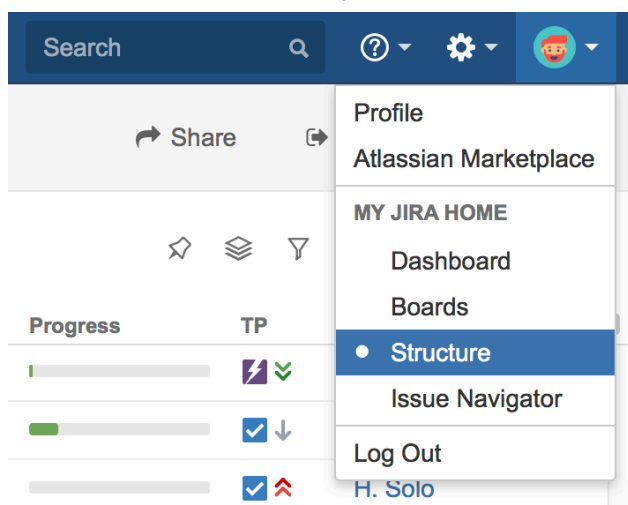 Search
Share
Profile
Atlassian Marketplace
MY JIRA HOME
Dashboard
Boards
Structure
Issue Navigator
Log Out
Progress TP
H. Solo